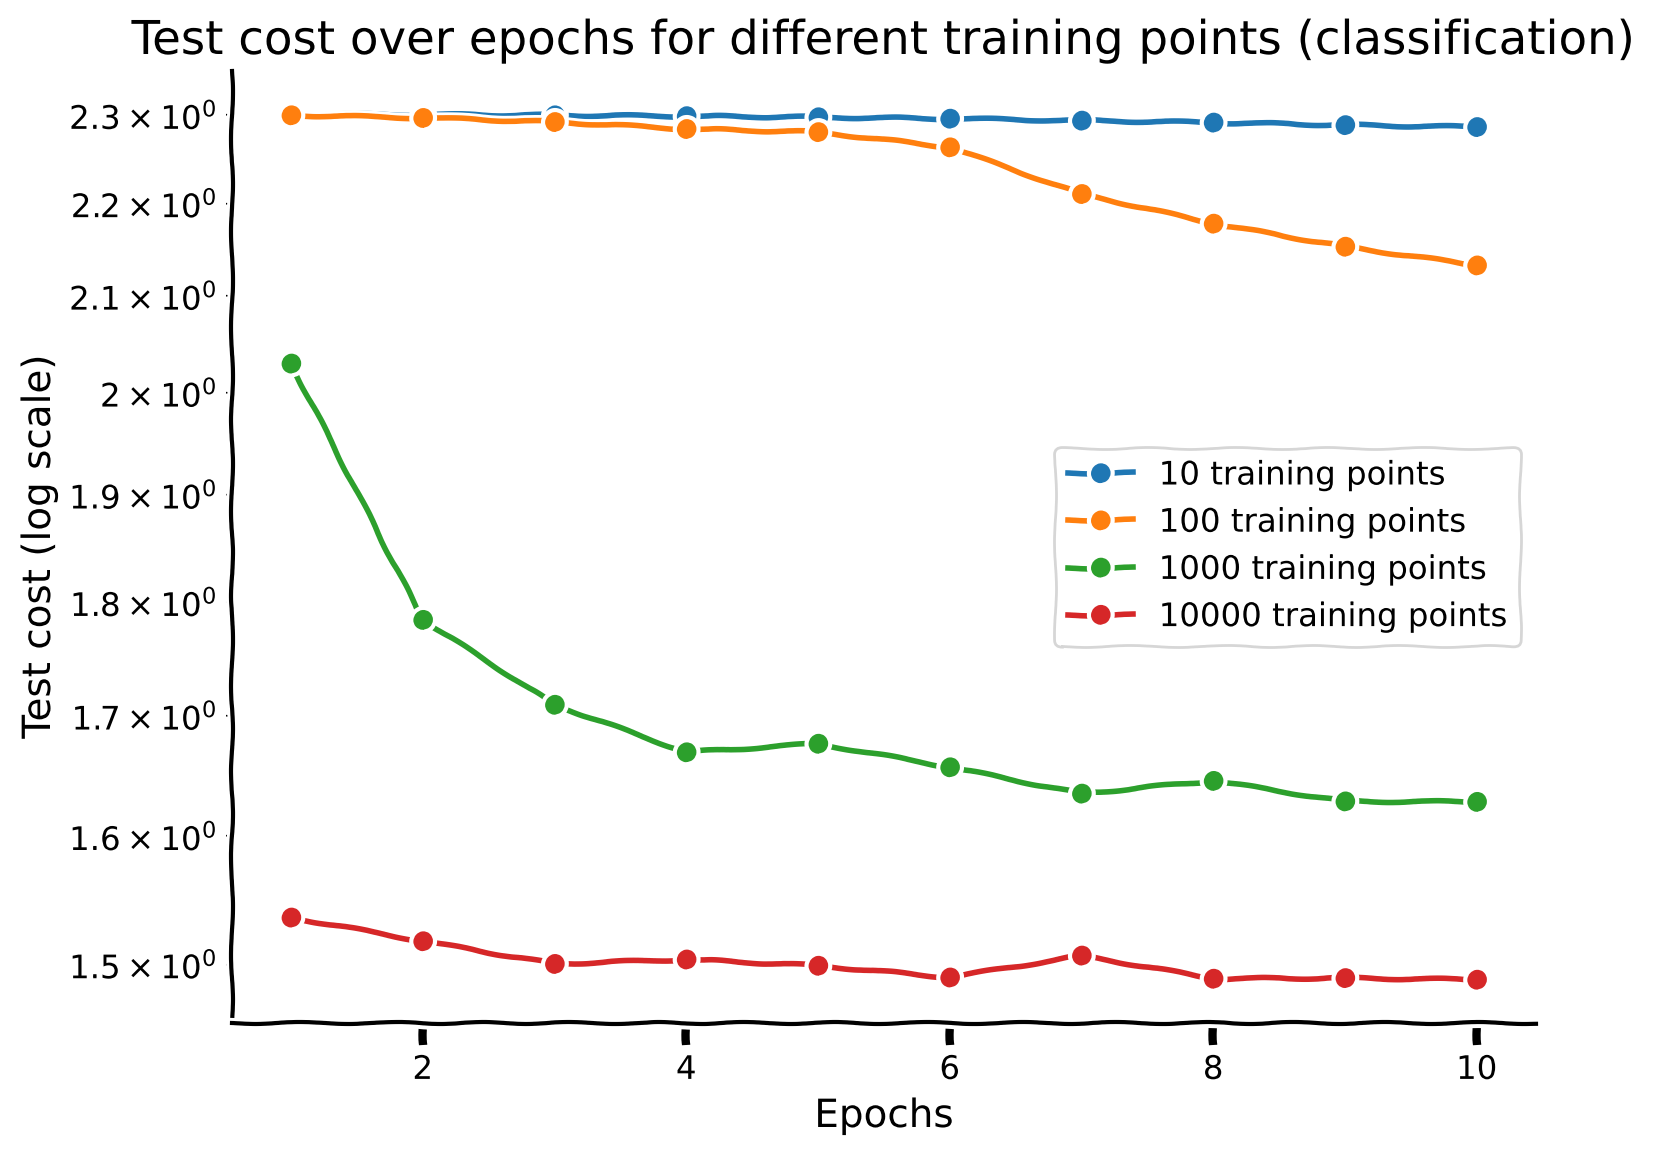 Test cost over epochs for different training points (classification)
2.3 × 10⁰
2.2 × 10⁰
2.1 × 10⁰
2 × 10⁰
1.9 × 10⁰
1.8 × 10⁰
1.7 × 10⁰
1.6 × 10⁰
1.5 × 10⁰
Test cost (log scale)
10 training points
100 training points
1000 training points
10000 training points
2 4 6 8 10
Epochs